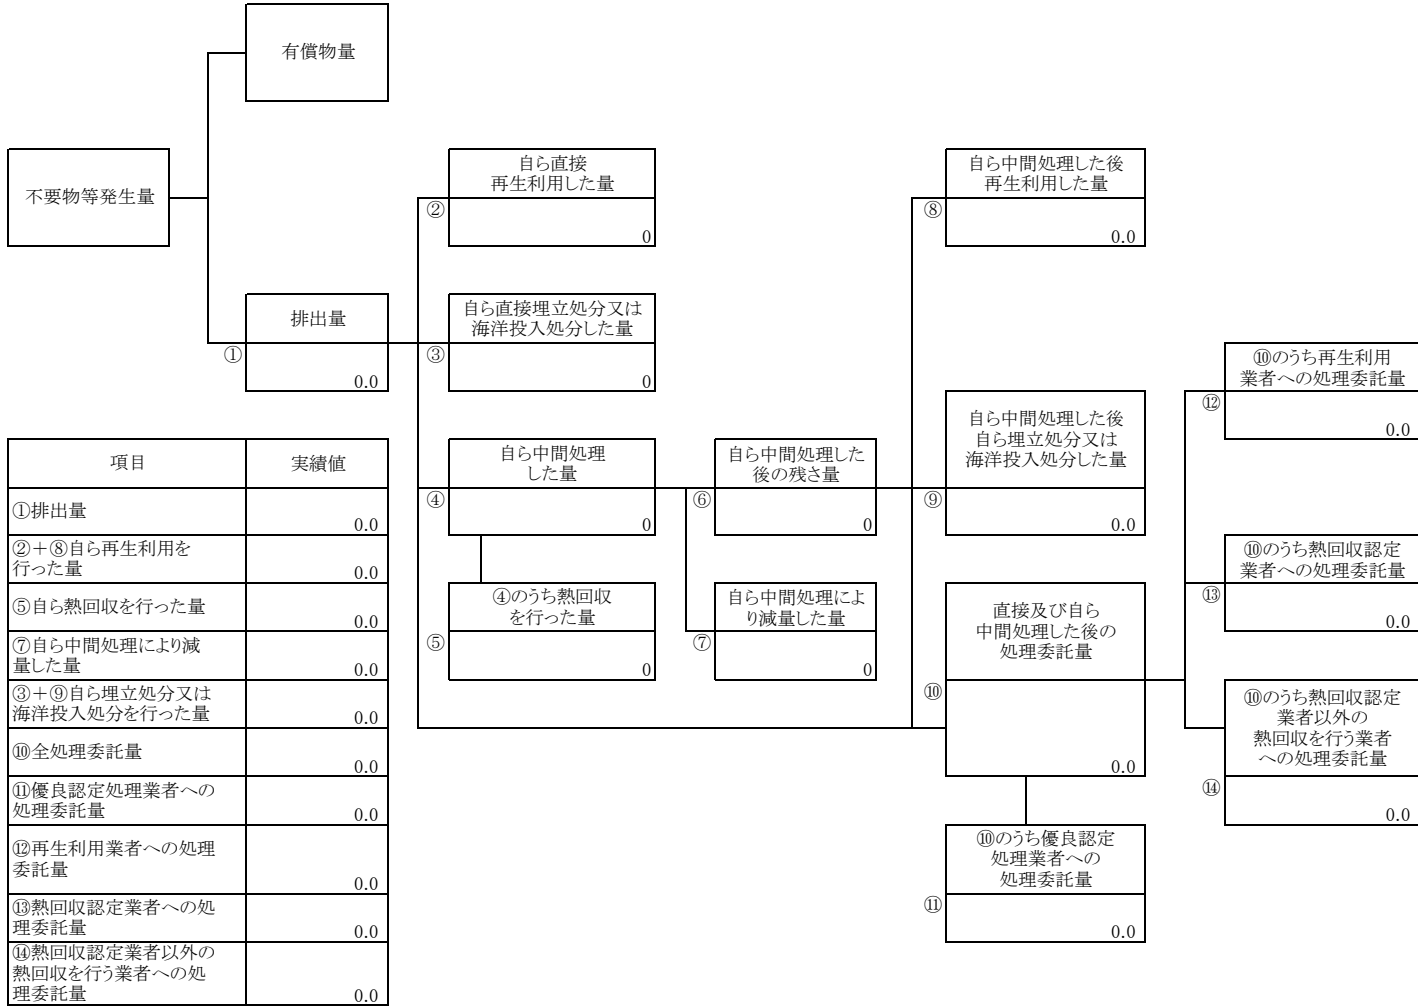 有償物量
不要物等発生量
自ら直接
再生利用した量
②
0
自ら中間処理した後
再生利用した量
⑧
0.0
排出量
①
0.0
自ら直接埋立処分又は
海洋投入処分した量
③
0
⑩のうち再生利用
業者への処理委託量
⑫
0.0
自ら中間処理
した量
④
0
自ら中間処理した
後の残さ量
⑥
0
自ら中間処理した後
自ら埋立処分又は
海洋投入処分した量
⑨
0.0
⑩のうち熱回収認定
業者への処理委託量
⑬
0.0
④のうち熱回収
を行った量
⑤
0
自ら中間処理によ
り減量した量
⑦
0
直接及び自ら
中間処理した後の
処理委託量
⑩
0.0
⑩のうち熱回収認定
業者以外の
熱回収を行う業者
への処理委託量
⑭
0.0
⑩のうち優良認定
処理業者への
処理委託量
⑪
0.0
項目 実績値
①排出量 0.0
②＋⑧自ら再生利用を
行った量 0.0
⑤自ら熱回収を行った量 0.0
⑦自ら中間処理により減
量した量 0.0
③＋⑨自ら埋立処分又は
海洋投入処分を行った量 0.0
⑩全処理委託量 0.0
⑪優良認定処理業者への
処理委託量 0.0
⑫再生利用業者への処理
委託量 0.0
⑬熱回収認定業者への処
理委託量 0.0
⑭熱回収認定業者以外の
熱回収を行う業者への処
理委託量 0.0